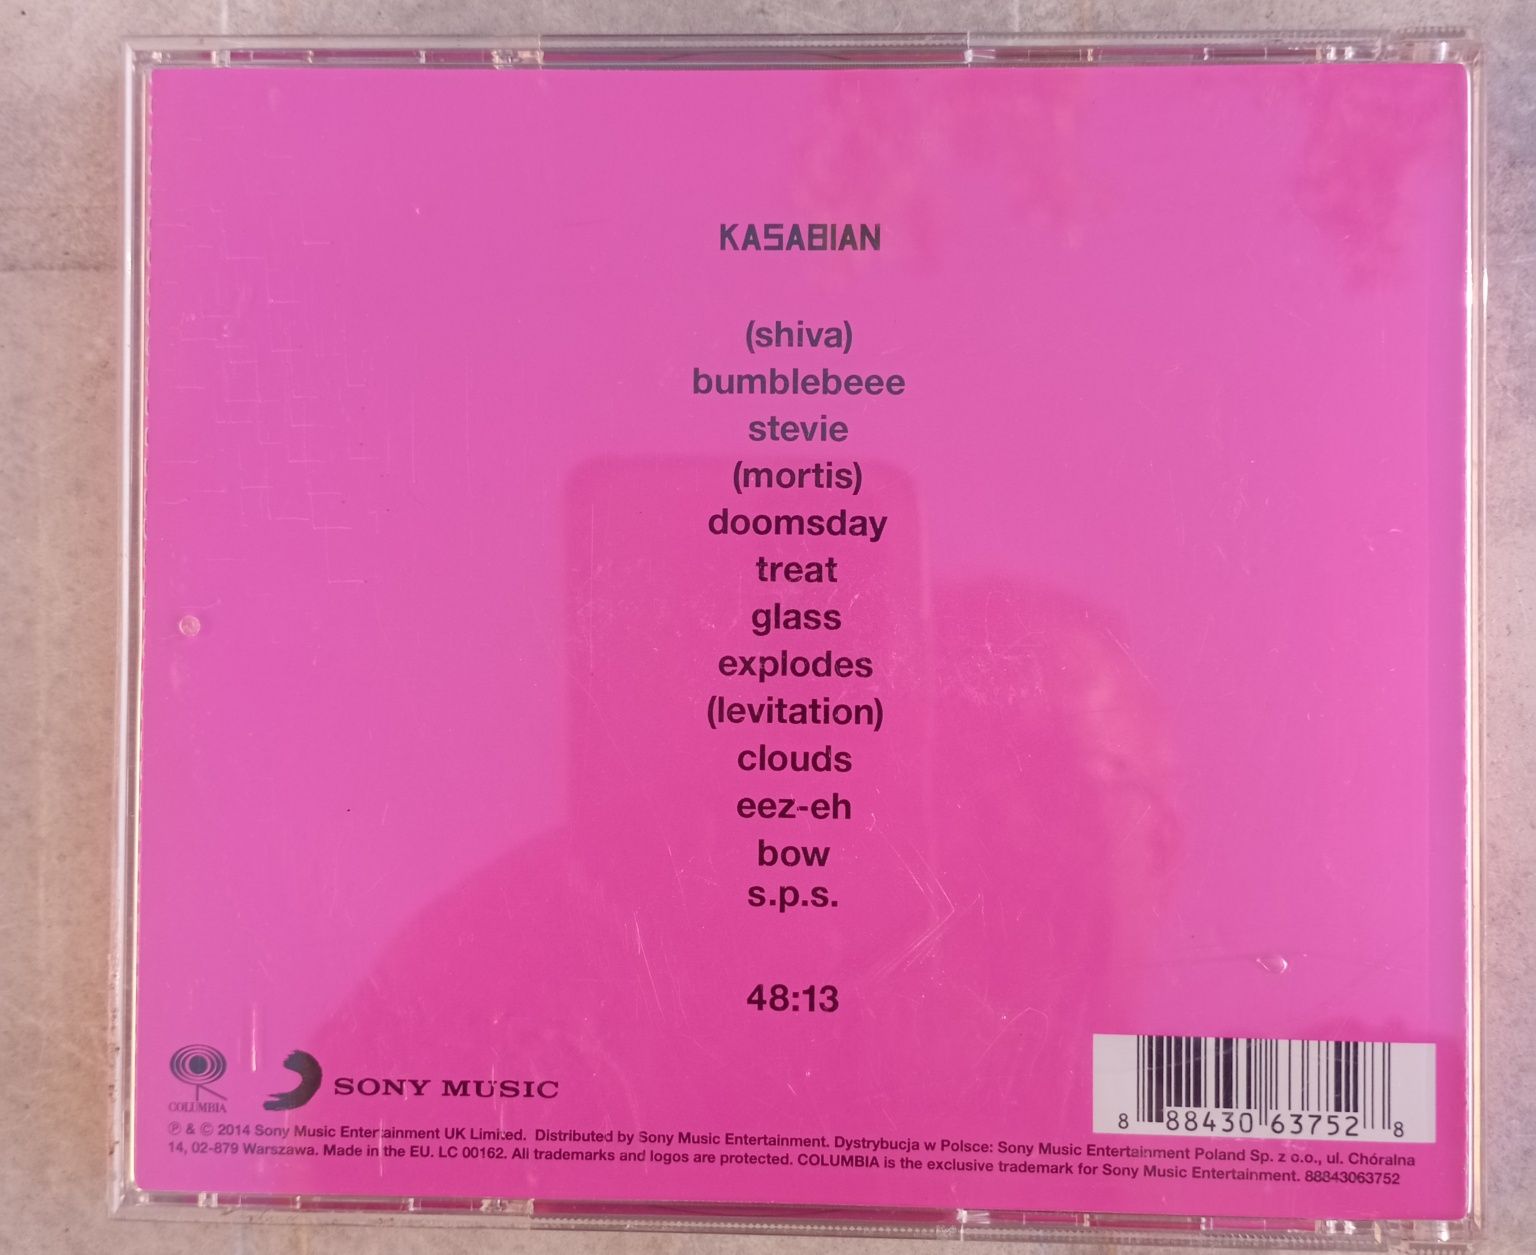 KASABIAN
(shiva)
bumblebeee
stevie
(mortis)
doomsday
treat
glass
explodes
(levitation)
clouds
eez-eh
bow
s.p.s.
48:13
COLUMBIA
SONY MUSIC
8 88430 63752 8
℗ & © 2014 Sony Music Entertainment UK Limited. Distributed by Sony Music Entertainment. Dystrybucja w Polsce: Sony Music Entertainment Poland Sp. z o.o., ul. Chóralna
14, 02-879 Warszawa. Made in the EU. LC 00162. All trademarks and logos are protected. COLUMBIA is the exclusive trademark for Sony Music Entertainment. 88843063752